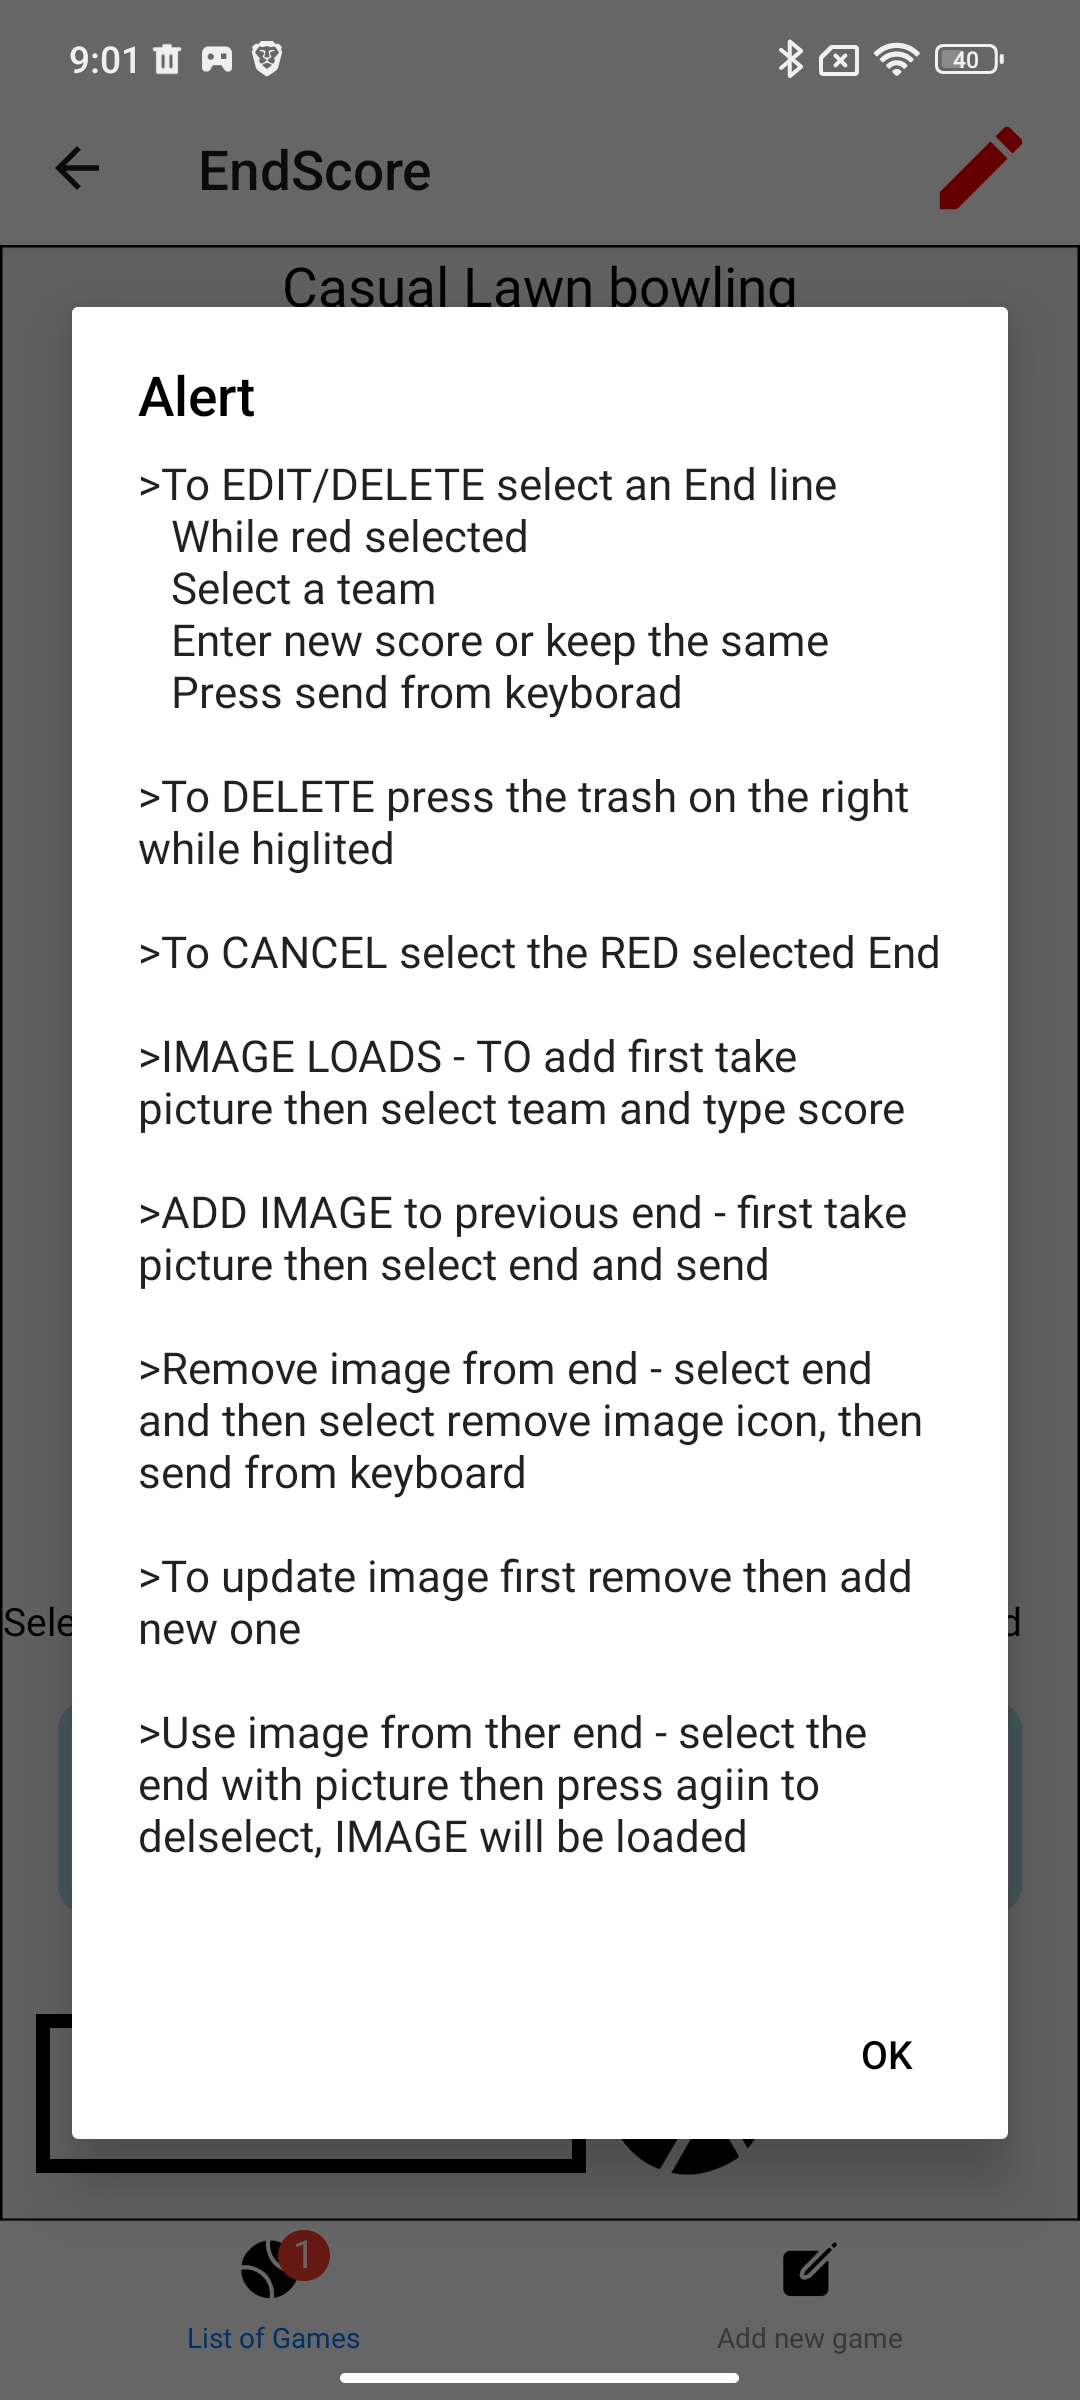 9:01
40
EndScore
Casual Lawn bowling
Alert
>To EDIT/DELETE select an End line
While red selected
Select a team
Enter new score or keep the same
Press send from keyborad
>To DELETE press the trash on the right
while higlited
>To CANCEL select the RED selected End
>IMAGE LOADS - TO add first take
picture then select team and type score
>ADD IMAGE to previous end - first take
picture then select end and send
>Remove image from end - select end
and then select remove image icon, then
send from keyboard
>To update image first remove then add
new one
>Use image from ther end - select the
end with picture then press agiin to
delselect, IMAGE will be loaded
OK
1
List of Games
Add new game